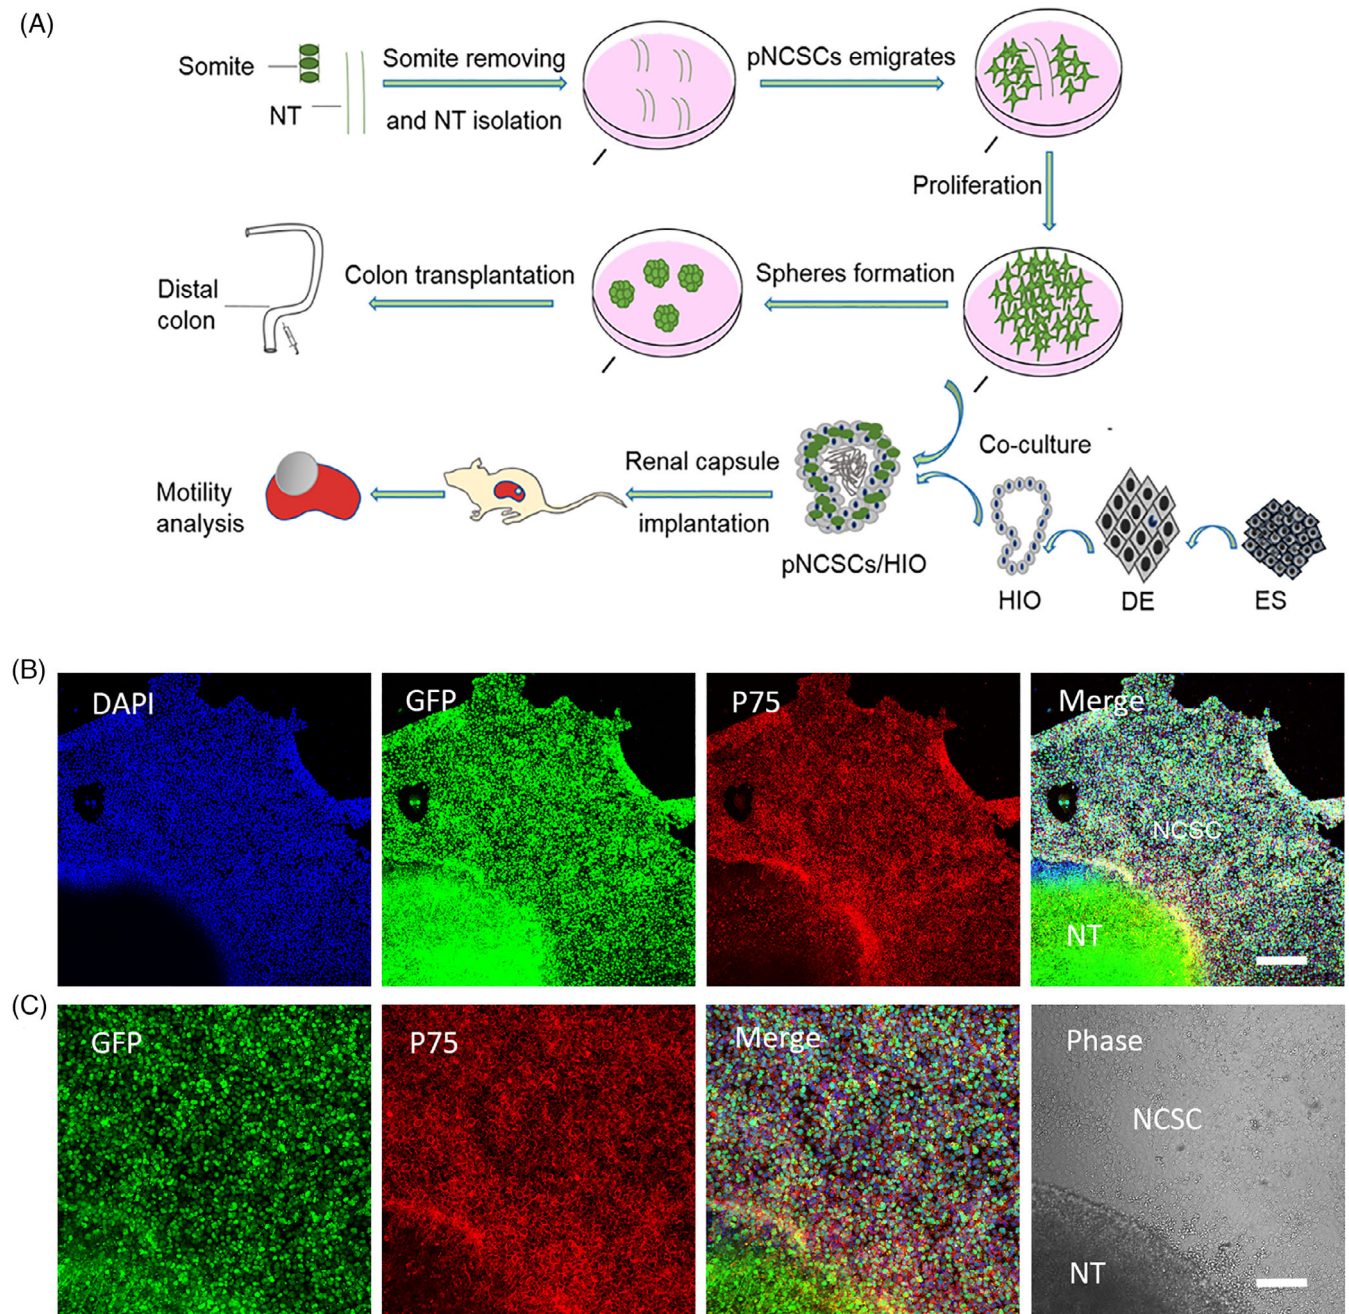 (A)
Somite
NT
Somite removing
and NT isolation
pNCSCs emigrates
Proliferation
Spheres formation
Colon transplantation
Distal
colon
Co-culture
Renal capsule
implantation
Motility
analysis
pNCSCs/HIO
HIO
DE
ES
(B)
DAPI
GFP
P75
Merge
NCSC
NT
(C)
GFP
P75
Merge
Phase
NCSC
NT